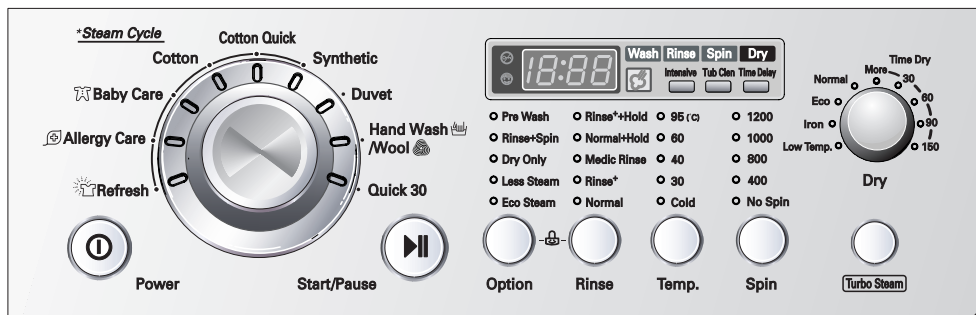 *Steam Cycle
Cotton Quick
Cotton
Synthetic
Baby Care
Duvet
Allergy Care
Hand Wash
/Wool
Refresh
Quick 30
Power
Start/Pause
18:88
Wash Rinse Spin Dry
Intensive Tub Clen Time Delay
Pre Wash
Rinse+Spin
Dry Only
Less Steam
Eco Steam
Option
Rinse++Hold
Normal+Hold
Medic Rinse
Rinse+
Normal
Rinse
95 (°C)
60
40
30
Cold
Temp.
1200
1000
800
400
No Spin
Spin
Time Dry
More
30
Normal
60
Eco
90
Iron
150
Low Temp.
Dry
Turbo Steam